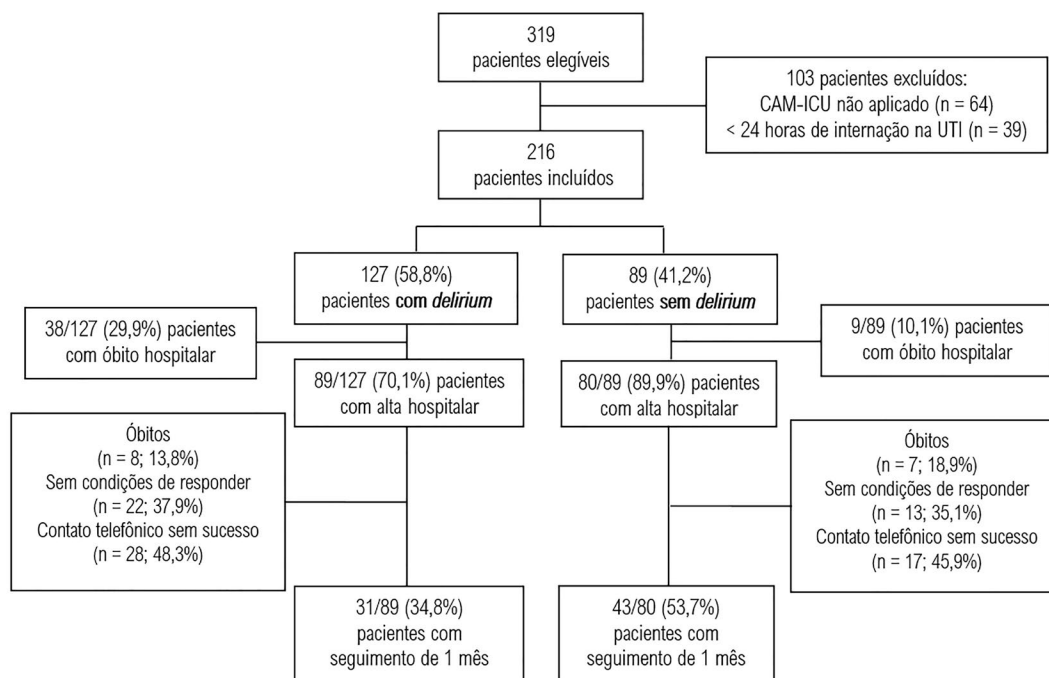 319
pacientes elegíveis
103 pacientes excluídos:
CAM-ICU não aplicado (n = 64)
< 24 horas de internação na UTI (n = 39)
216
pacientes incluídos
127 (58,8%)
pacientes com delirium
89 (41,2%)
pacientes sem delirium
38/127 (29,9%) pacientes
com óbito hospitalar
9/89 (10,1%) pacientes
com óbito hospitalar
89/127 (70,1%) pacientes
com alta hospitalar
80/89 (89,9%) pacientes
com alta hospitalar
Óbitos
(n = 8; 13,8%)
Sem condições de responder
(n = 22; 37,9%)
Contato telefônico sem sucesso
(n = 28; 48,3%)
Óbitos
(n = 7; 18,9%)
Sem condições de responder
(n = 13; 35,1%)
Contato telefônico sem sucesso
(n = 17; 45,9%)
31/89 (34,8%)
pacientes com
seguimento de 1 mês
43/80 (53,7%)
pacientes com
seguimento de 1 mês